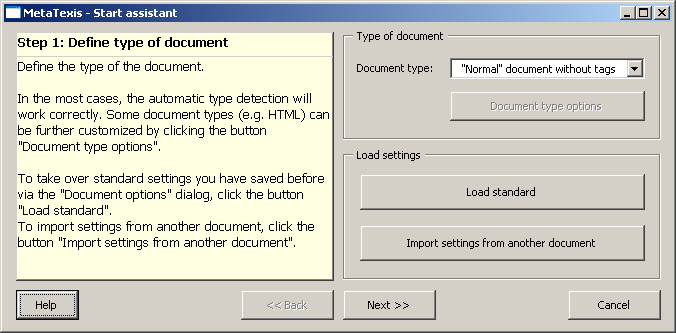 MetaTexis - Start assistant
Step 1: Define type of document
Define the type of the document.
In the most cases, the automatic type detection will
work correctly. Some document types (e.g. HTML) can
be further customized by clicking the button
"Document type options".
To take over standard settings you have saved before
via the "Document options" dialog, click the button
"Load standard".
To import settings from another document, click the
button "Import settings from another document".
Type of document
Document type: "Normal" document without tags
Document type options
Load settings
Load standard
Import settings from another document
Help << Back Next >> Cancel